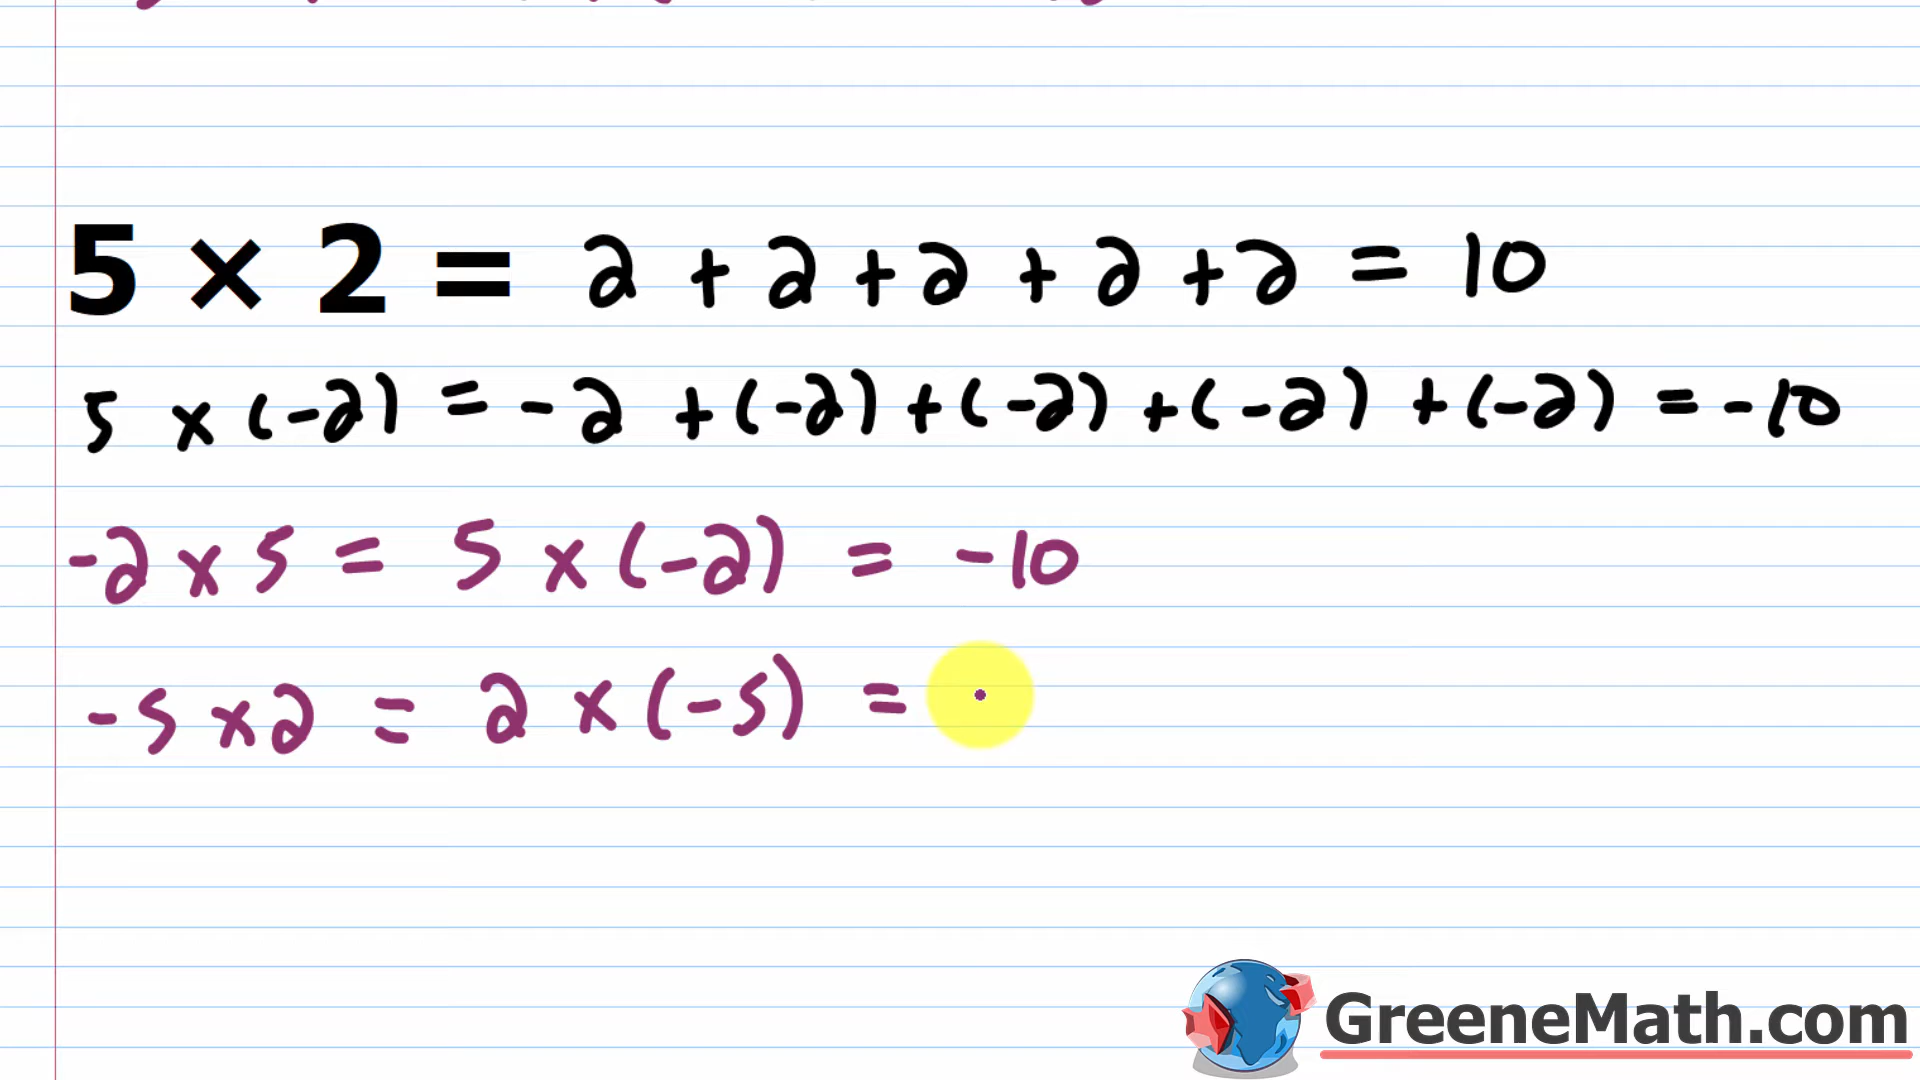 5 × 2 = 2 + 2 + 2 + 2 + 2 = 10
5 × (-2) = -2 + (-2) + (-2) + (-2) + (-2) = -10
-2 × 5 = 5 × (-2) = -10
-5 × 2 = 2 × (-5) =
GreeneMath.com